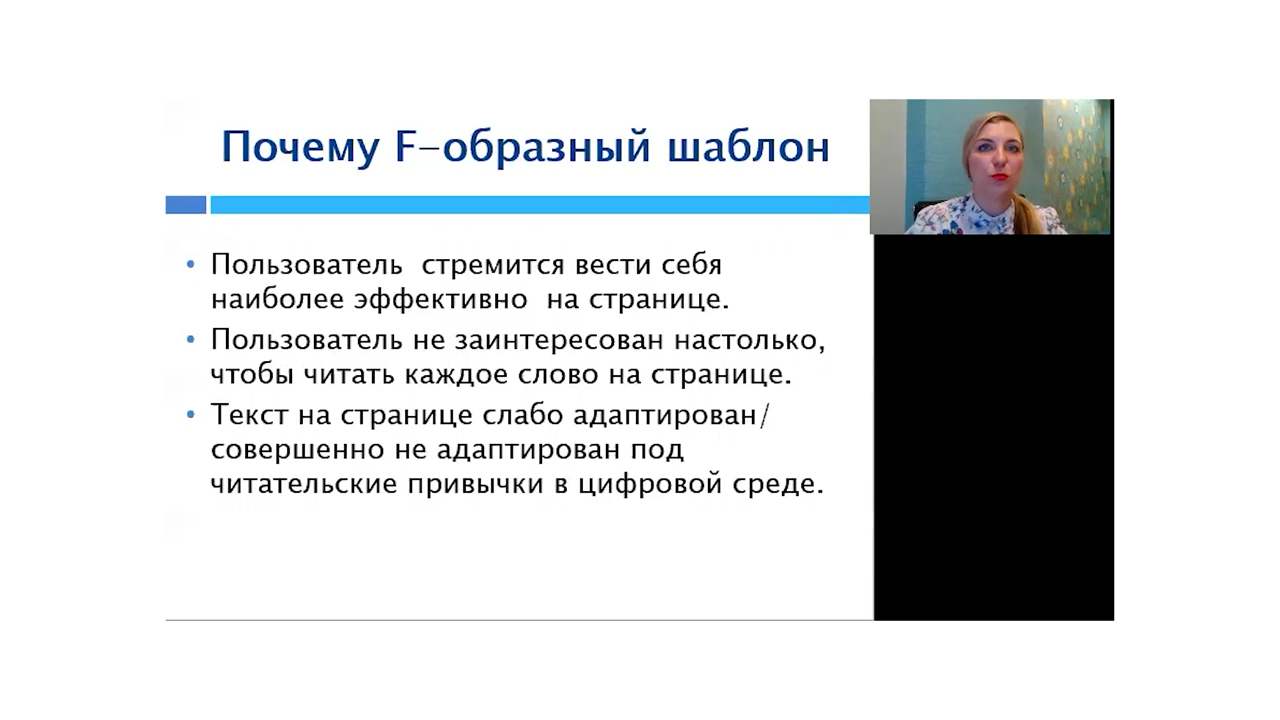 Почему F-образный шаблон
• Пользователь стремится вести себя
наиболее эффективно на странице.
• Пользователь не заинтересован настолько,
чтобы читать каждое слово на странице.
• Текст на странице слабо адаптирован/
совершенно не адаптирован под
читательские привычки в цифровой среде.